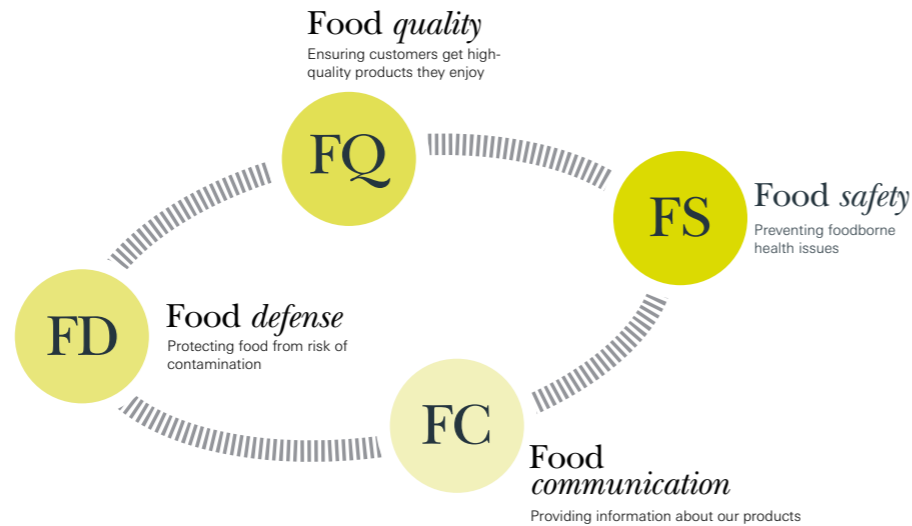 Food quality
Ensuring customers get high-
quality products they enjoy
FQ
FS
Food safety
Preventing foodborne
health issues
FD
Food defense
Protecting food from risk of
contamination
FC
Food
communication
Providing information about our products